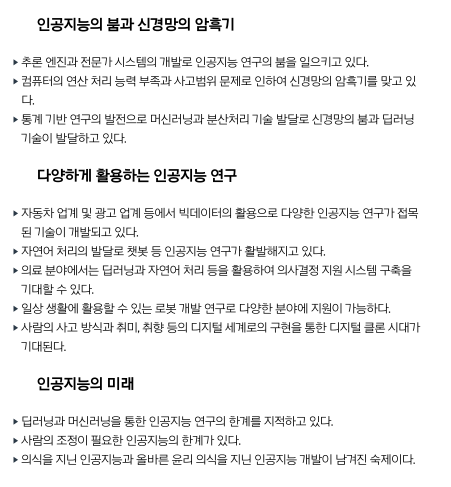 인공지능의 붐과 신경망의 암흑기
▶ 추론 엔진과 전문가 시스템의 개발로 인공지능 연구의 붐을 일으키고 있다.
▶ 컴퓨터의 연산 처리 능력 부족과 사고범위 문제로 인하여 신경망의 암흑기를 맞고 있
다.
▶ 통계 기반 연구의 발전으로 머신러닝과 분산처리 기술 발달로 신경망의 붐과 딥러닝
기술이 발달하고 있다.
다양하게 활용하는 인공지능 연구
▶ 자동차 업계 및 광고 업계 등에서 빅데이터의 활용으로 다양한 인공지능 연구가 접목
된 기술이 개발되고 있다.
▶ 자연어 처리의 발달로 챗봇 등 인공지능 연구가 활발해지고 있다.
▶ 의료 분야에서는 딥러닝과 자연어 처리 등을 활용하여 의사결정 지원 시스템 구축을
기대할 수 있다.
▶ 일상 생활에 활용할 수 있는 로봇 개발 연구로 다양한 분야에 지원이 가능하다.
▶ 사람의 사고 방식과 취미, 취향 등의 디지털 세계로의 구현을 통한 디지털 클론 시대가
기대된다.
인공지능의 미래
▶ 딥러닝과 머신러닝을 통한 인공지능 연구의 한계를 지적하고 있다.
▶ 사람의 조정이 필요한 인공지능의 한계가 있다.
▶ 의식을 지닌 인공지능과 올바른 윤리 의식을 지닌 인공지능 개발이 남겨진 숙제이다.